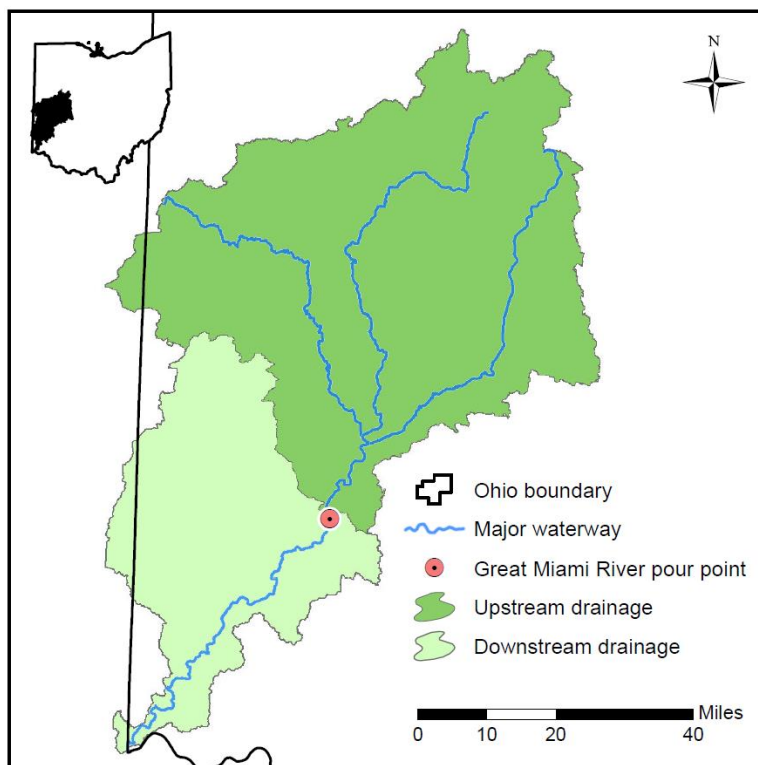 N
Ohio boundary
Major waterway
Great Miami River pour point
Upstream drainage
Downstream drainage
Miles
0 10 20 40